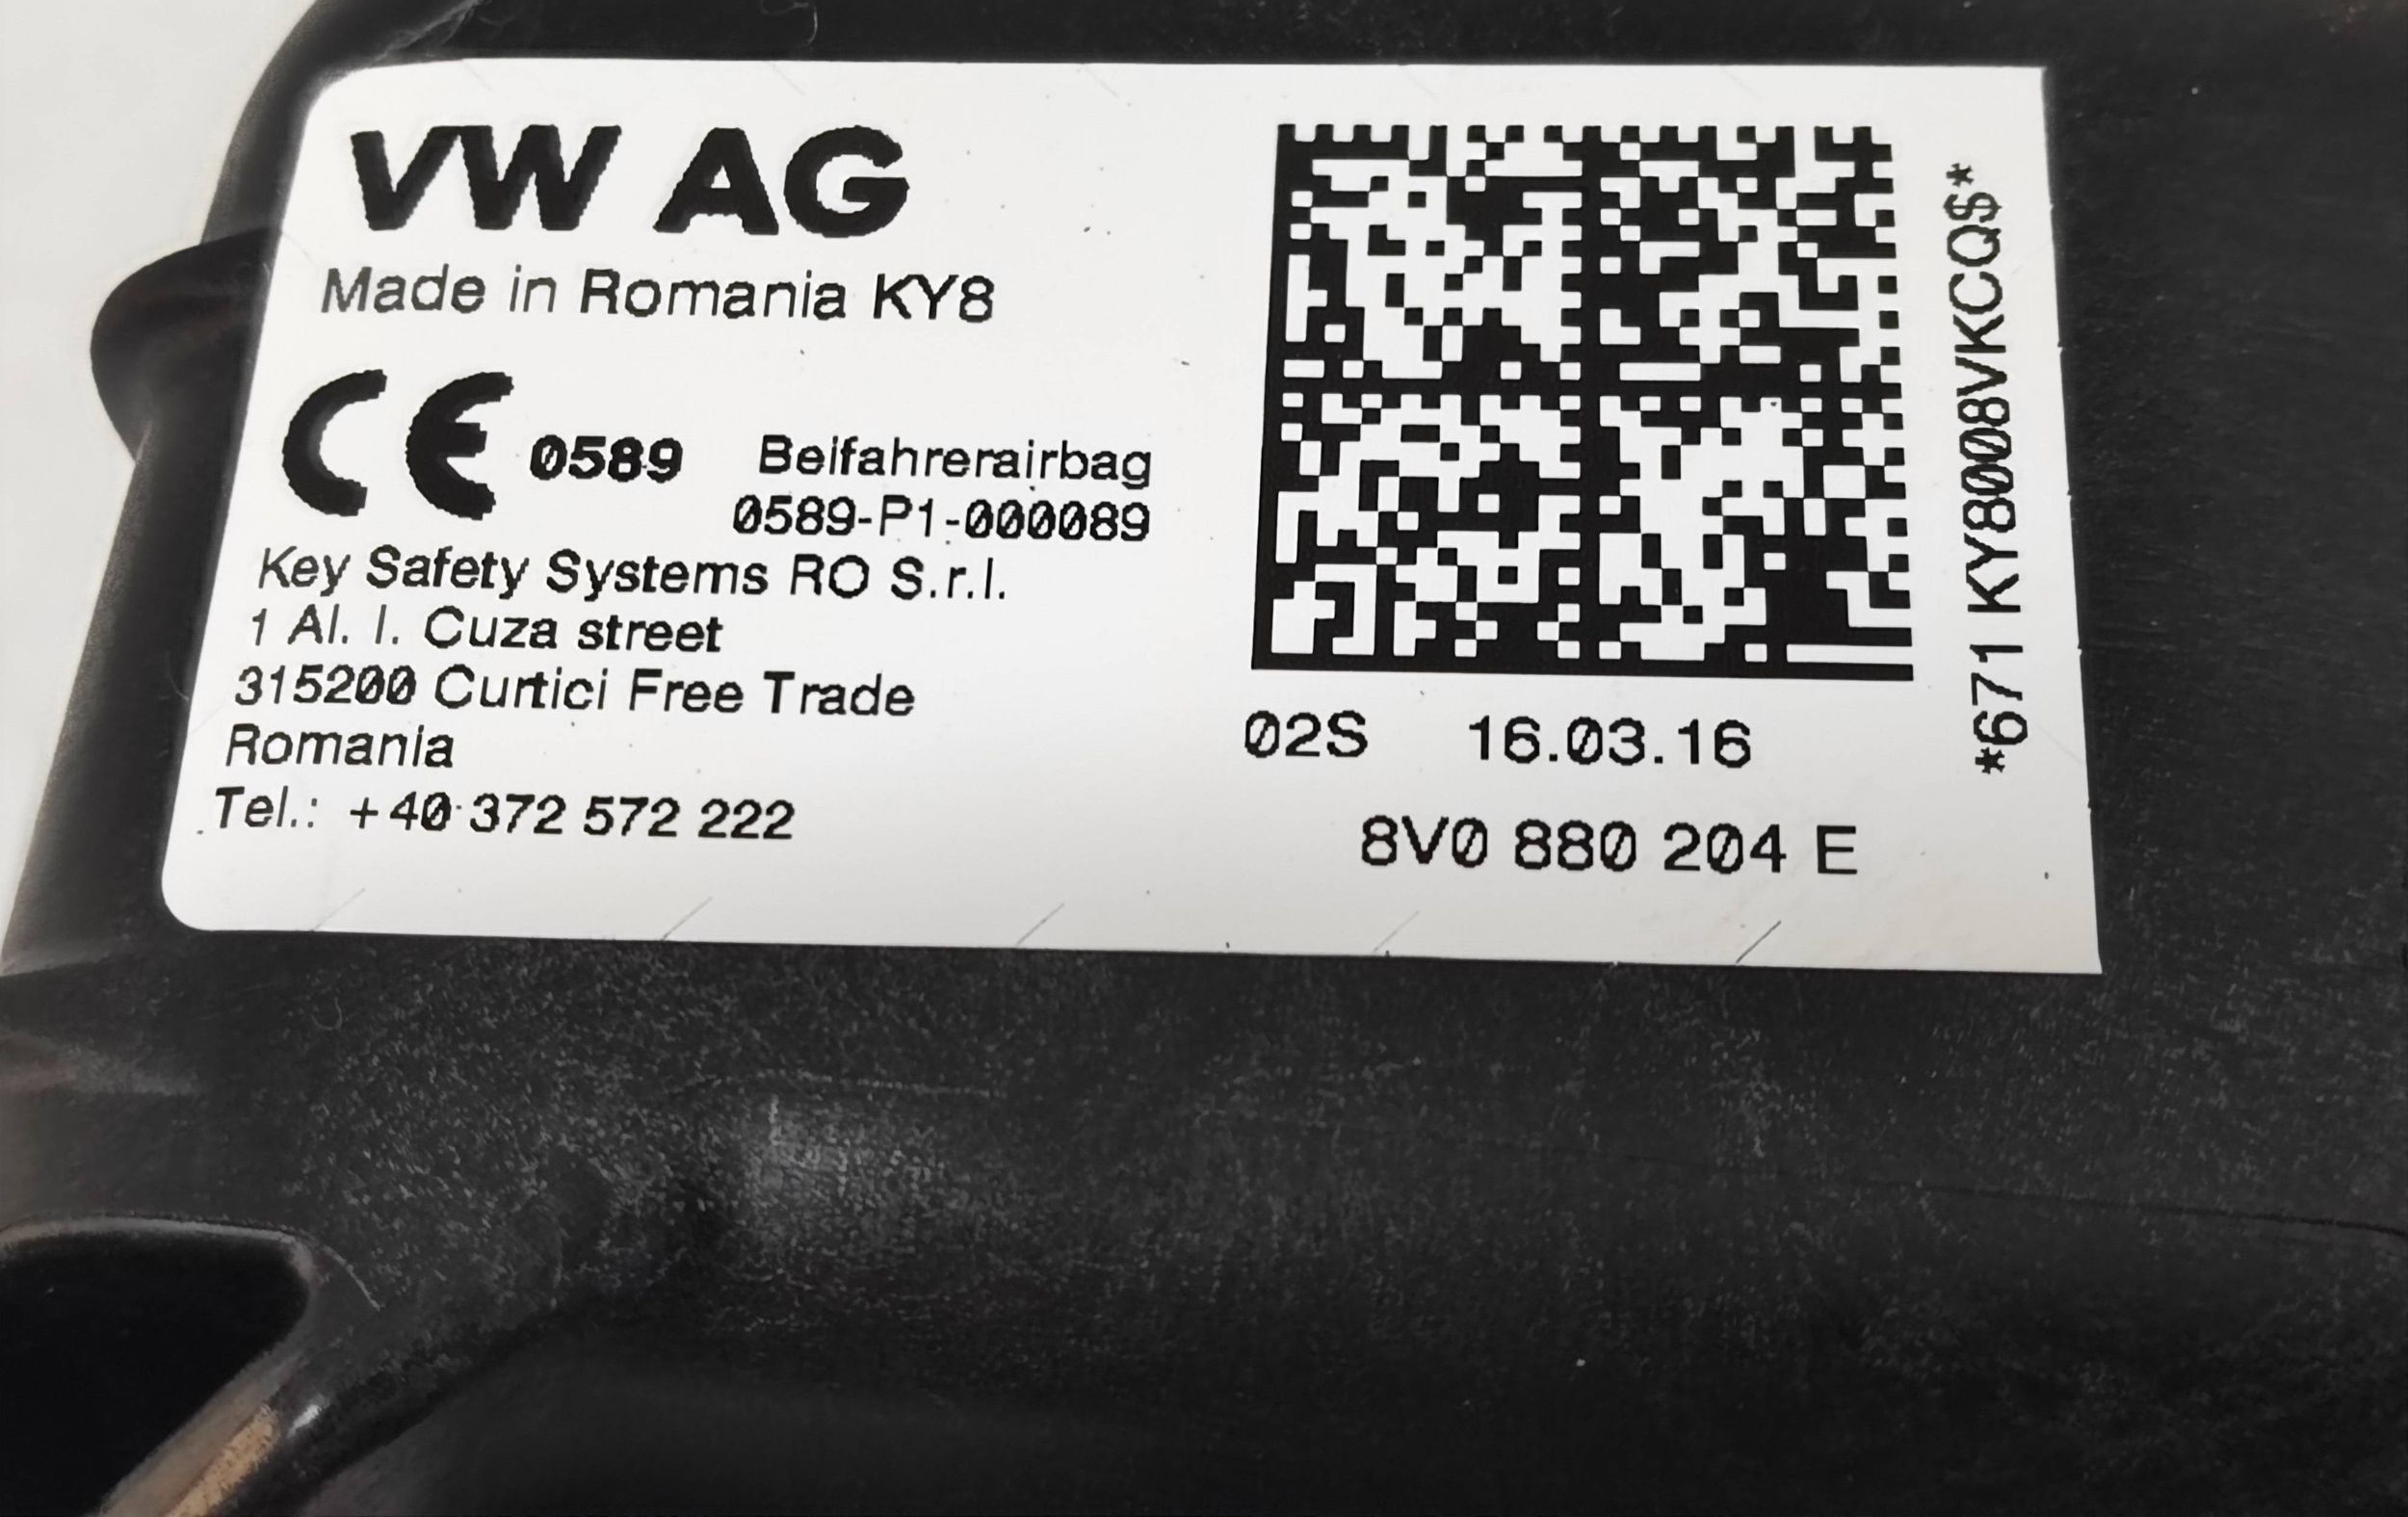 VW AG
Made in Romania KY8
CE 0589 Beifahrerairbag
0589-P1-000089
Key Safety Systems RO S.r.l.
1 Al. I. Cuza street
315200 Curtici Free Trade
Romania
Tel.: +40 372 572 222
02S 16.03.16
8V0 880 204 E
*671 KY8008VKCQ$*